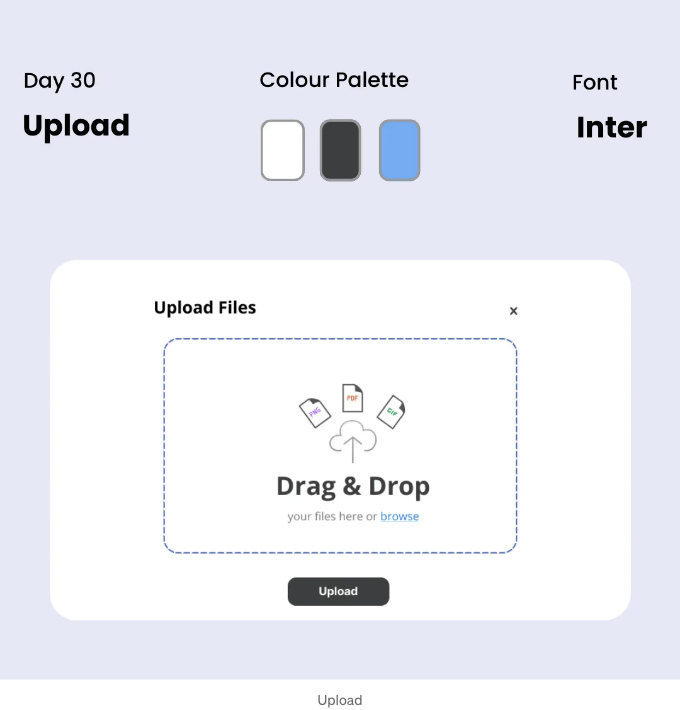 Day 30
Upload
Colour Palette
Font
Inter
Upload Files
x
PNG
PDF
GIF
Drag & Drop
your files here or browse
Upload
Upload